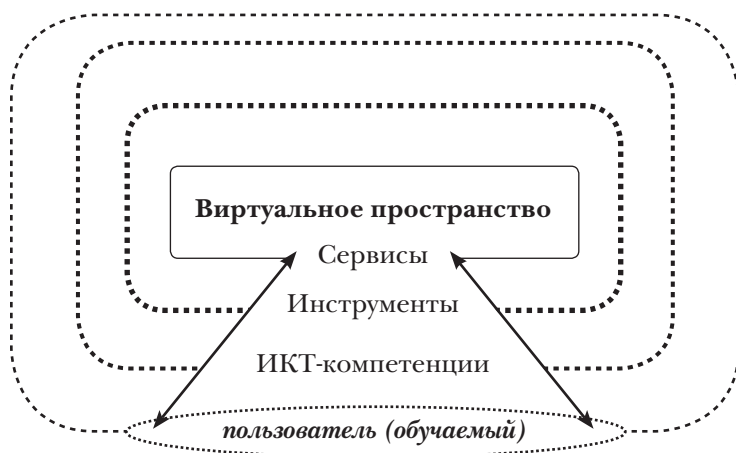 Виртуальное пространство
Сервисы
Инструменты
ИКТ-компетенции
пользователь (обучаемый)